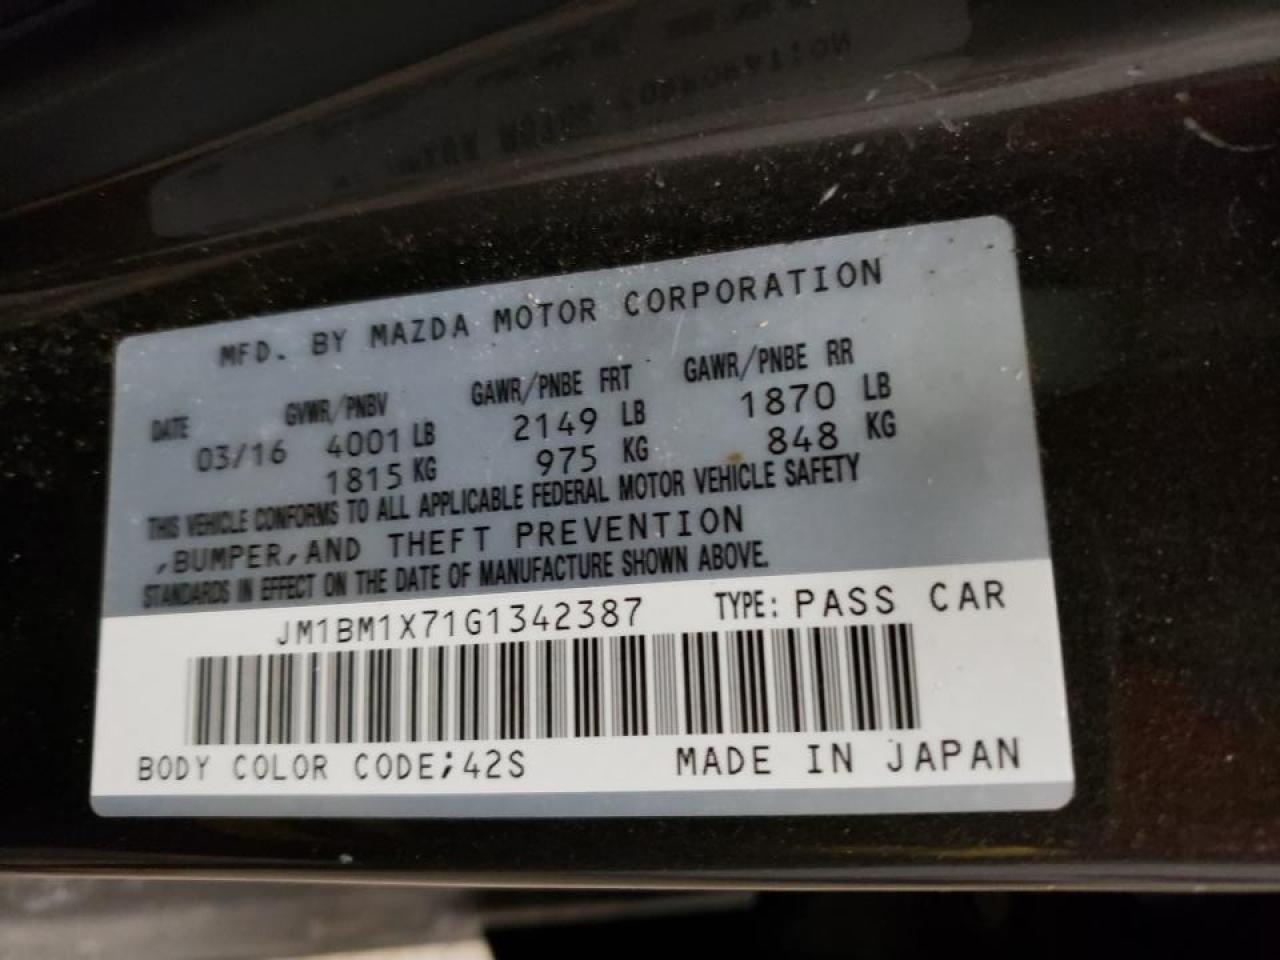 MFD. BY MAZDA MOTOR CORPORATION
DATE GVWR/PNBV GAWR/PNBE FRT GAWR/PNBE RR
03/16 4001 LB 2149 LB 1870 LB
1815 KG 975 KG 848 KG
THIS VEHICLE CONFORMS TO ALL APPLICABLE FEDERAL MOTOR VEHICLE SAFETY
,BUMPER,AND THEFT PREVENTION
STANDARDS IN EFFECT ON THE DATE OF MANUFACTURE SHOWN ABOVE.
JM1BM1X71G1342387 TYPE: PASS CAR
BODY COLOR CODE;42S MADE IN JAPAN